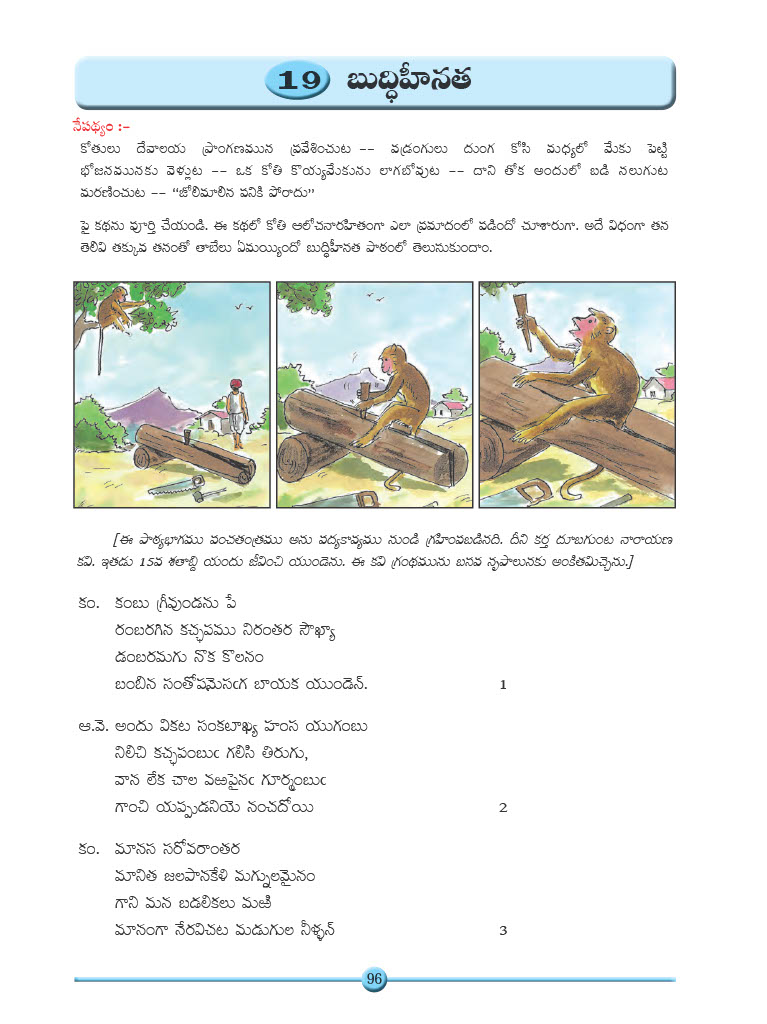 19 బుద్ధిహీనత
నేపథ్యం :–
కోతులు దేవాలయ ప్రాంగణమున ప్రవేశించుట –– వడ్రంగులు దుంగ కోసి మధ్యలో మేకు పెట్టి
భోజనమునకు వెళ్లుట –– ఒక కోతి కొయ్యమేకును లాగబోవుట –– దాని తోక అందులో బడి నలుగుట
మరణించుట –– “జోలిమాలిన పనికి పోరాదు”
పై కథను పూర్తి చేయండి. ఈ కథలో కోతి ఆలోచనారహితంగా ఎలా ప్రమాదంలో పడిందో చూశారుగా. అదే విధంగా తన
తెలివి తక్కువ తనంతో తాబేలు ఏమయ్యిందో బుద్ధిహీనత పాఠంలో తెలుసుకుందాం.
[ఈ పాఠ్యభాగము పంచతంత్రము అను పద్యకావ్యము నుండి గ్రహింపబడినది. దీని కర్త దూబగుంట నారాయణ
కవి. ఇతడు 15వ శతాబ్ది యందు జీవించి యుండెను. ఈ కవి గ్రంథమును బసవ నృపాలునకు అంకితమిచ్చెను.]
కం. కంబు గ్రీవుండను పే
రంబరగిన కచ్ఛపము నిరంతర సౌఖ్యా
డంబరమగు నొక కొలనం
బంబిన సంతోషమెసఁగ బాయక యుండెన్. 1
ఆ.వె. అందు వికట సంకటాఖ్య హంస యుగంబు
నిలిచి కచ్ఛపంబుఁ గలిసి తిరుగు,
వాన లేక చాల వఱపైనఁ గూర్మంబుఁ
గాంచి యప్పుడనియె నంచదోయి 2
కం. మానస సరోవరాంతర
మానిత జలపానకేళి మగ్నులమైనం
గాని మన బడలికలు మఱి
మానంగా నేరవిచట మడుగుల నీళ్ళన్ 3
96